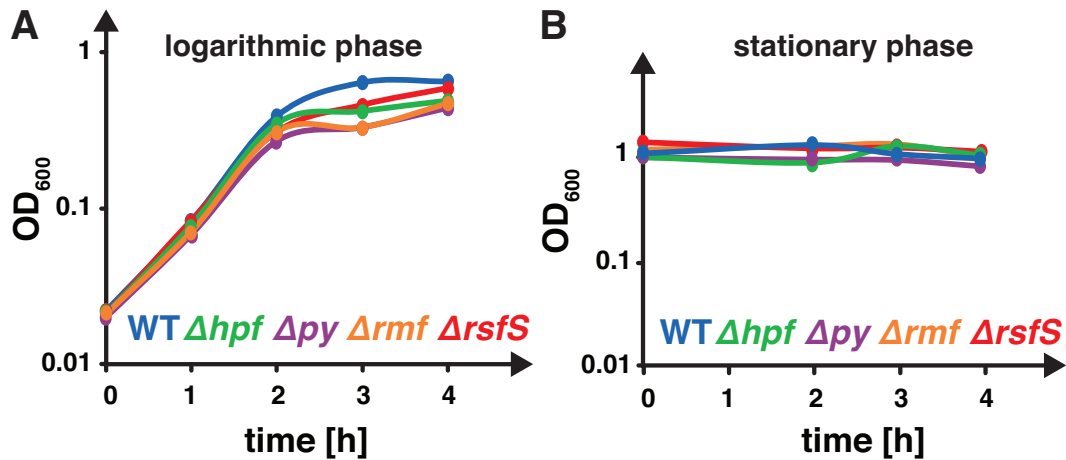 A
logarithmic phase
1
0.1
0.01
OD600
WT Δhpf Δpy Δrmf ΔrsfS
0 1 2 3 4
time [h]
B
stationary phase
1
0.1
0.01
OD600
WT Δhpf Δpy Δrmf ΔrsfS
0 1 2 3 4
time [h]